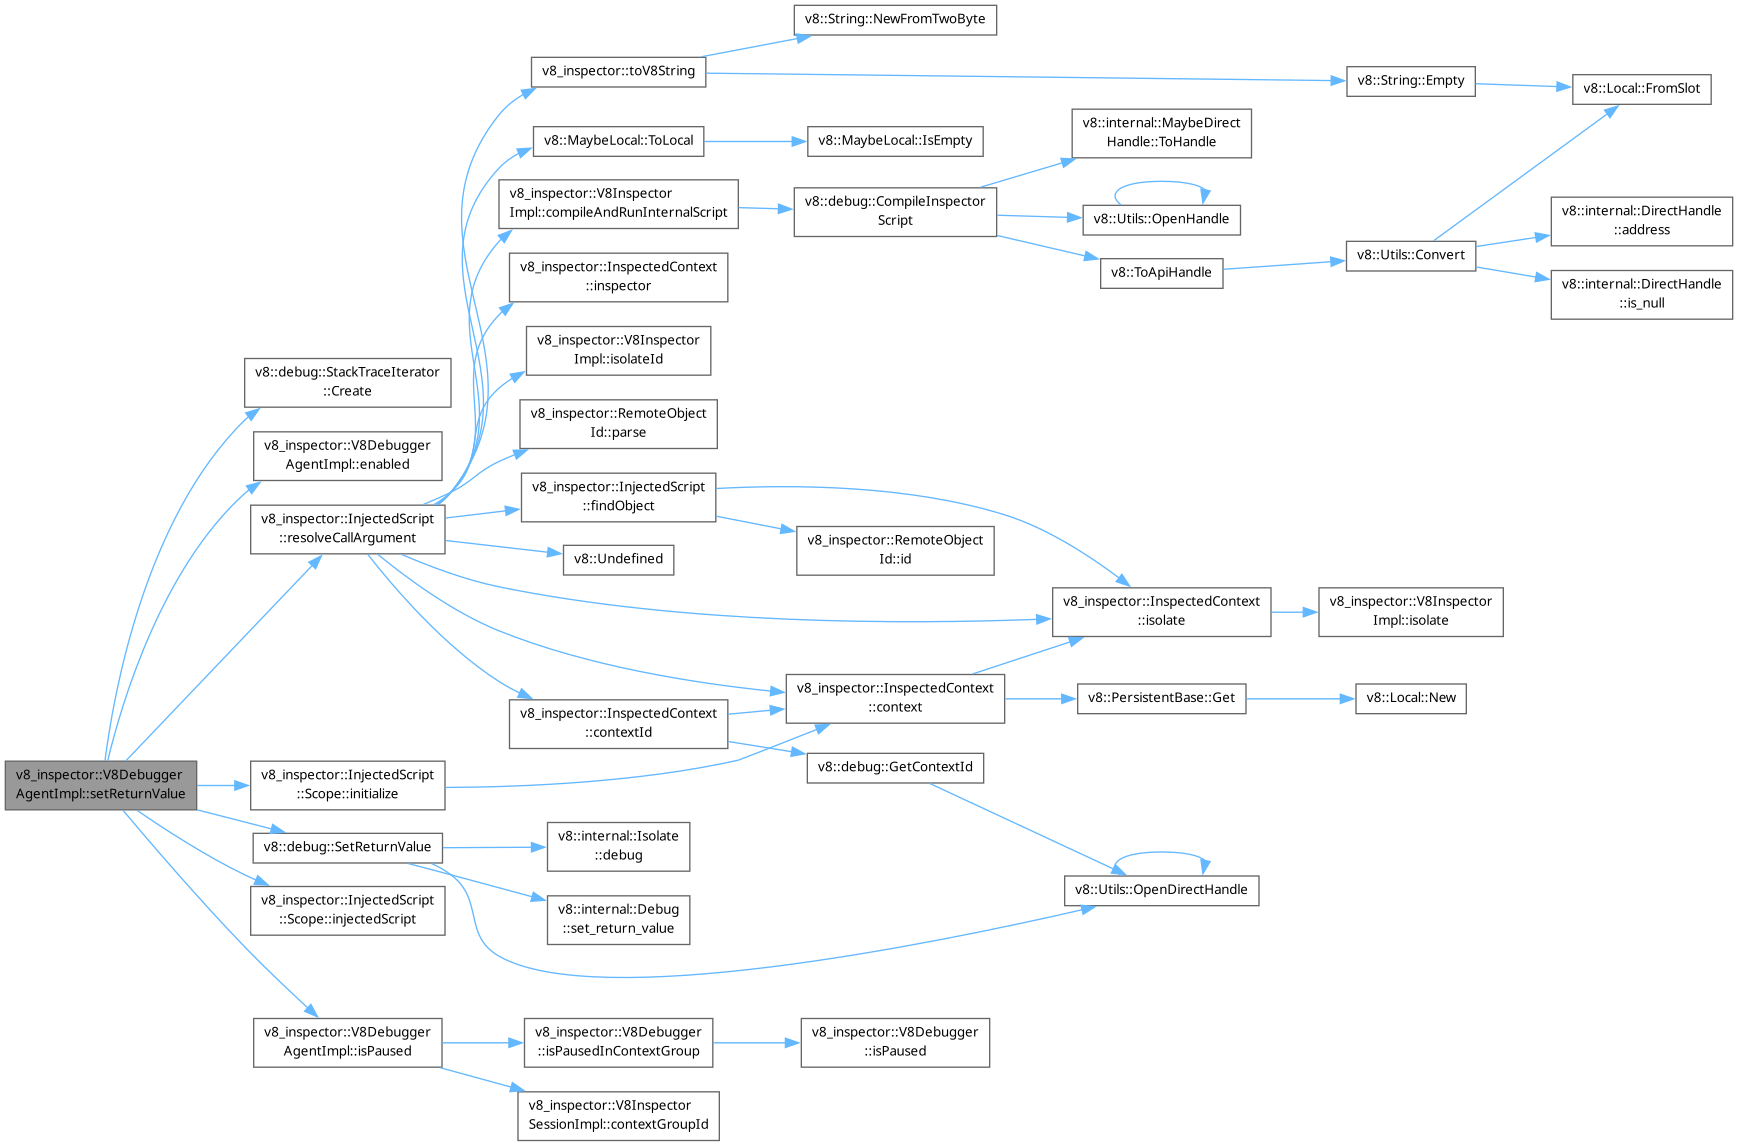 v8_inspector::V8Debugger
AgentImpl::setReturnValue
v8::debug::StackTraceIterator
::Create
v8_inspector::V8Debugger
AgentImpl::enabled
v8_inspector::InjectedScript
::resolveCallArgument
v8_inspector::InjectedScript
::Scope::initialize
v8::debug::SetReturnValue
v8_inspector::InjectedScript
::Scope::injectedScript
v8_inspector::V8Debugger
AgentImpl::isPaused
v8_inspector::toV8String
v8::MaybeLocal::ToLocal
v8_inspector::V8Inspector
Impl::compileAndRunInternalScript
v8_inspector::InspectedContext
::inspector
v8_inspector::V8Inspector
Impl::isolateId
v8_inspector::RemoteObject
Id::parse
v8_inspector::InjectedScript
::findObject
v8::Undefined
v8_inspector::InspectedContext
::contextId
v8::internal::Isolate
::debug
v8::internal::Debug
::set_return_value
v8_inspector::V8Debugger
::isPausedInContextGroup
v8_inspector::V8Inspector
SessionImpl::contextGroupId
v8::String::NewFromTwoByte
v8::MaybeLocal::IsEmpty
v8::debug::CompileInspector
Script
v8_inspector::RemoteObject
Id::id
v8_inspector::InspectedContext
::context
v8::debug::GetContextId
v8_inspector::V8Debugger
::isPaused
v8::internal::MaybeDirect
Handle::ToHandle
v8::Utils::OpenHandle
v8::ToApiHandle
v8_inspector::InspectedContext
::isolate
v8::PersistentBase::Get
v8::Utils::OpenDirectHandle
v8::String::Empty
v8::Utils::Convert
v8_inspector::V8Inspector
Impl::isolate
v8::Local::New
v8::Local::FromSlot
v8::internal::DirectHandle
::address
v8::internal::DirectHandle
::is_null